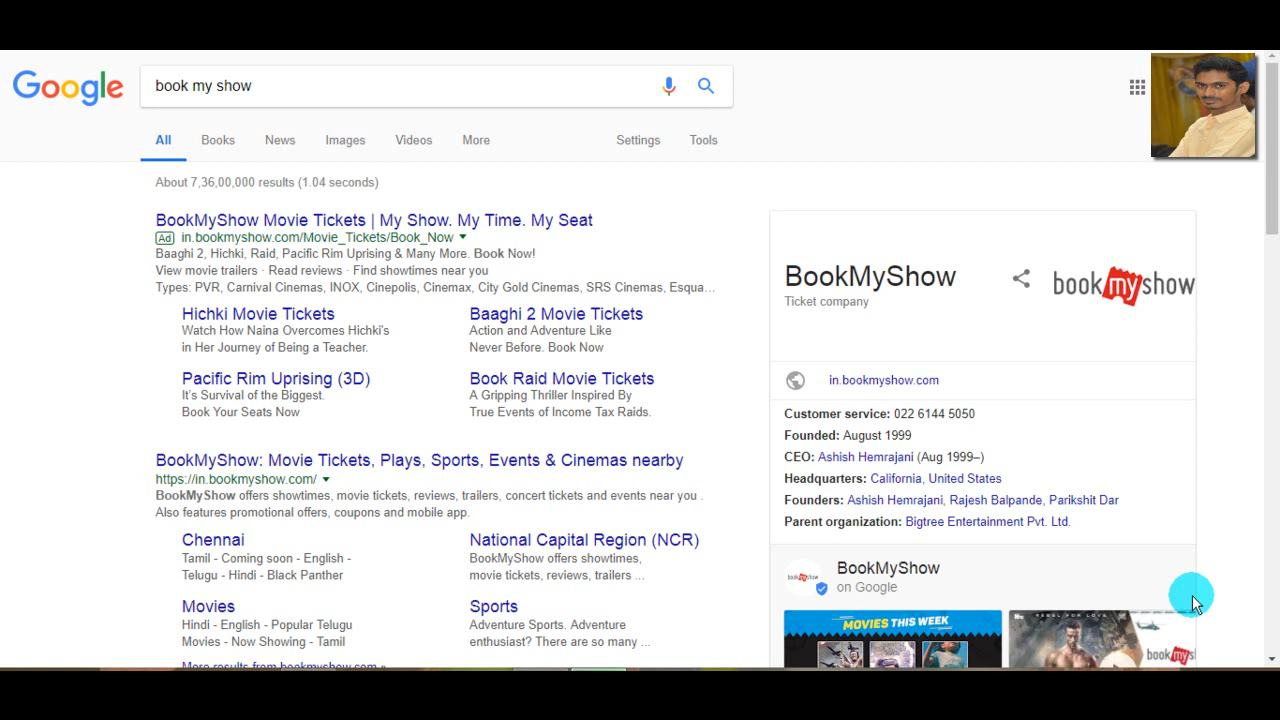 Google
book my show
All Books News Images Videos More Settings Tools
About 7,36,00,000 results (1.04 seconds)
BookMyShow Movie Tickets | My Show. My Time. My Seat
Ad in.bookmyshow.com/Movie_Tickets/Book_Now
Baaghi 2, Hichki, Raid, Pacific Rim Uprising & Many More. Book Now!
View movie trailers · Read reviews · Find showtimes near you
Types: PVR, Carnival Cinemas, INOX, Cinepolis, Cinemax, City Gold Cinemas, SRS Cinemas, Esqua...
Hichki Movie Tickets
Watch How Naina Overcomes Hichki's
in Her Journey of Being a Teacher.
Baaghi 2 Movie Tickets
Action and Adventure Like
Never Before. Book Now
Pacific Rim Uprising (3D)
It's Survival of the Biggest.
Book Your Seats Now
Book Raid Movie Tickets
A Gripping Thriller Inspired By
True Events of Income Tax Raids.
BookMyShow: Movie Tickets, Plays, Sports, Events & Cinemas nearby
https://in.bookmyshow.com/
BookMyShow offers showtimes, movie tickets, reviews, trailers, concert tickets and events near you .
Also features promotional offers, coupons and mobile app.
Chennai
Tamil - Coming soon - English -
Telugu - Hindi - Black Panther
National Capital Region (NCR)
BookMyShow offers showtimes,
movie tickets, reviews, trailers ...
Movies
Hindi - English - Popular Telugu
Movies - Now Showing - Tamil
Sports
Adventure Sports. Adventure
enthusiast? There are so many ...
More results from bookmyshow.com »
BookMyShow
Ticket company
bookmyshow
in.bookmyshow.com
Customer service: 022 6144 5050
Founded: August 1999
CEO: Ashish Hemrajani (Aug 1999–)
Headquarters: California, United States
Founders: Ashish Hemrajani, Rajesh Balpande, Parikshit Dar
Parent organization: Bigtree Entertainment Pvt. Ltd.
bookmyshow
BookMyShow
on Google
MOVIES THIS WEEK
REBEL FOR LOVE
bookmys